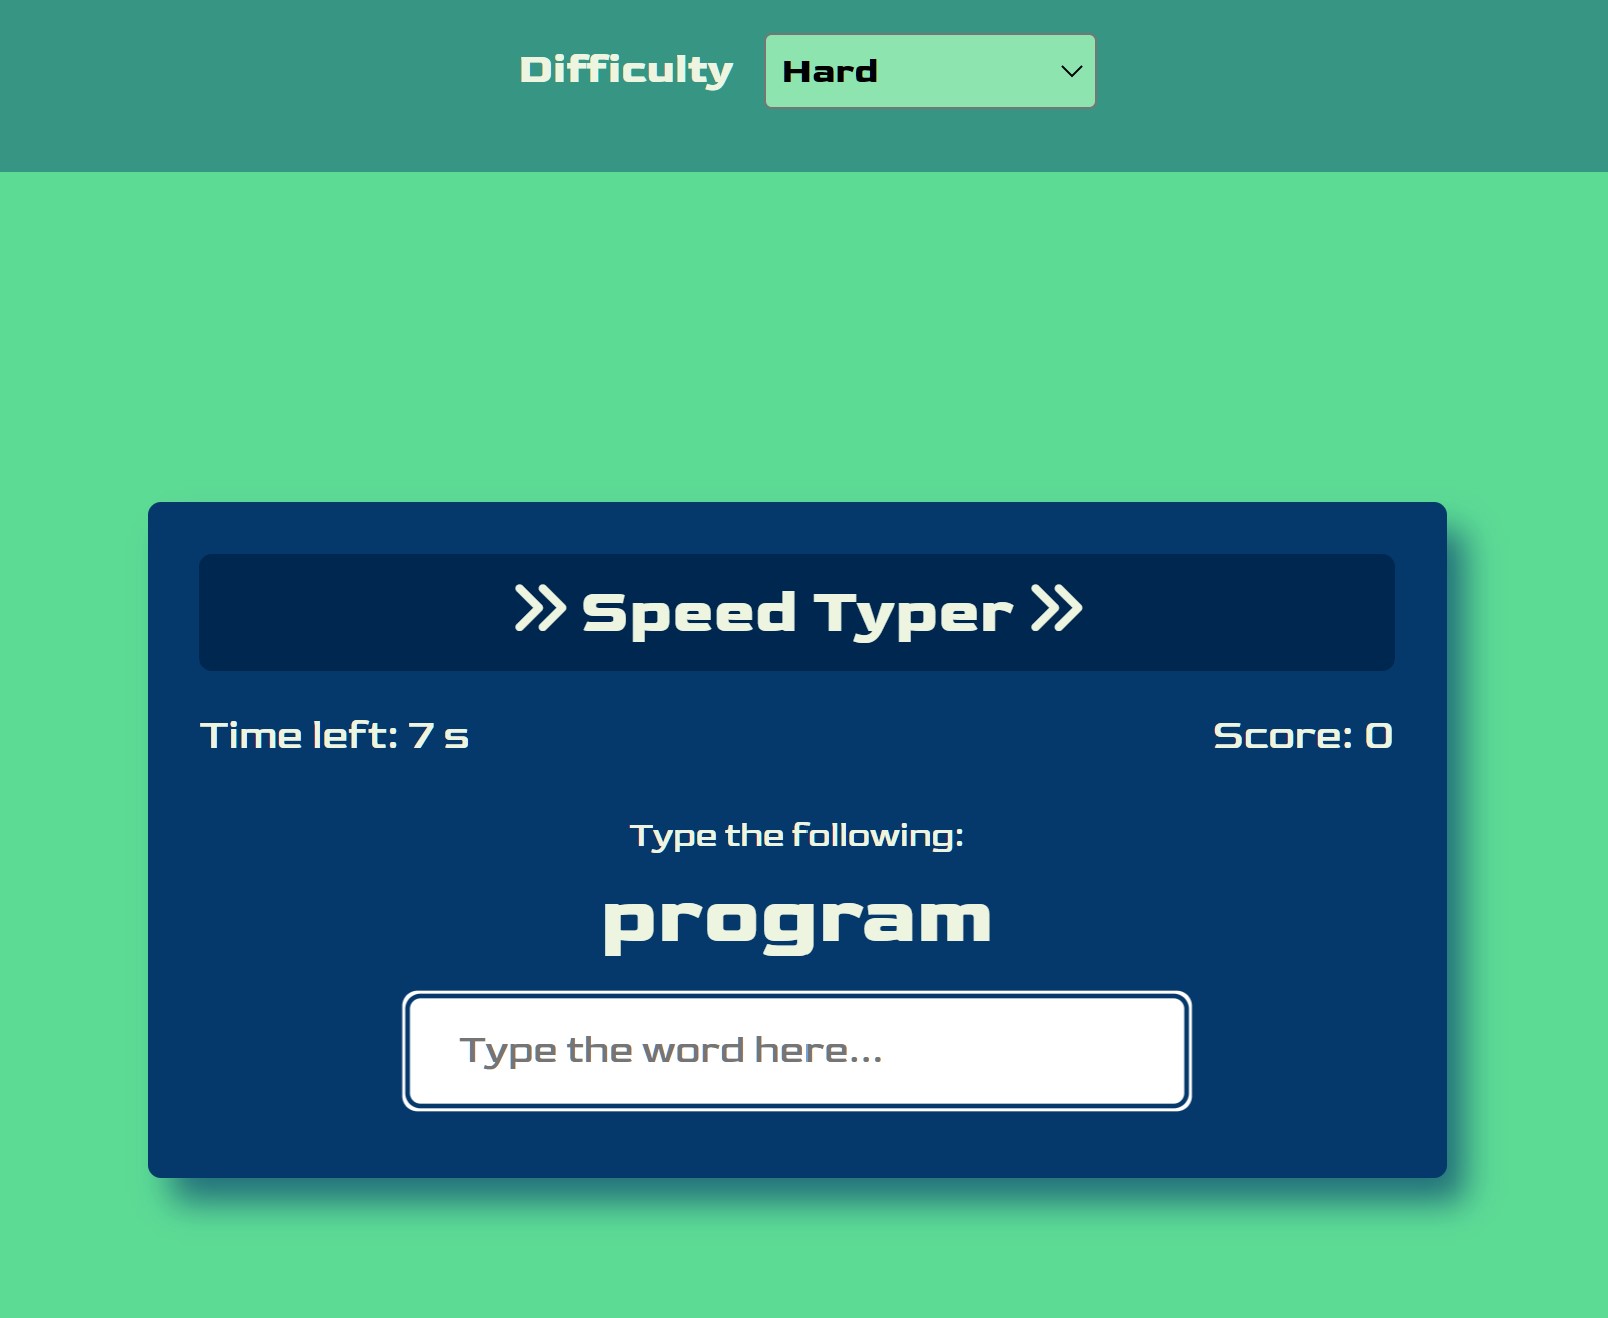 Difficulty Hard
Speed Typer
Time left: 7 s Score: 0
Type the following:
program
Type the word here...